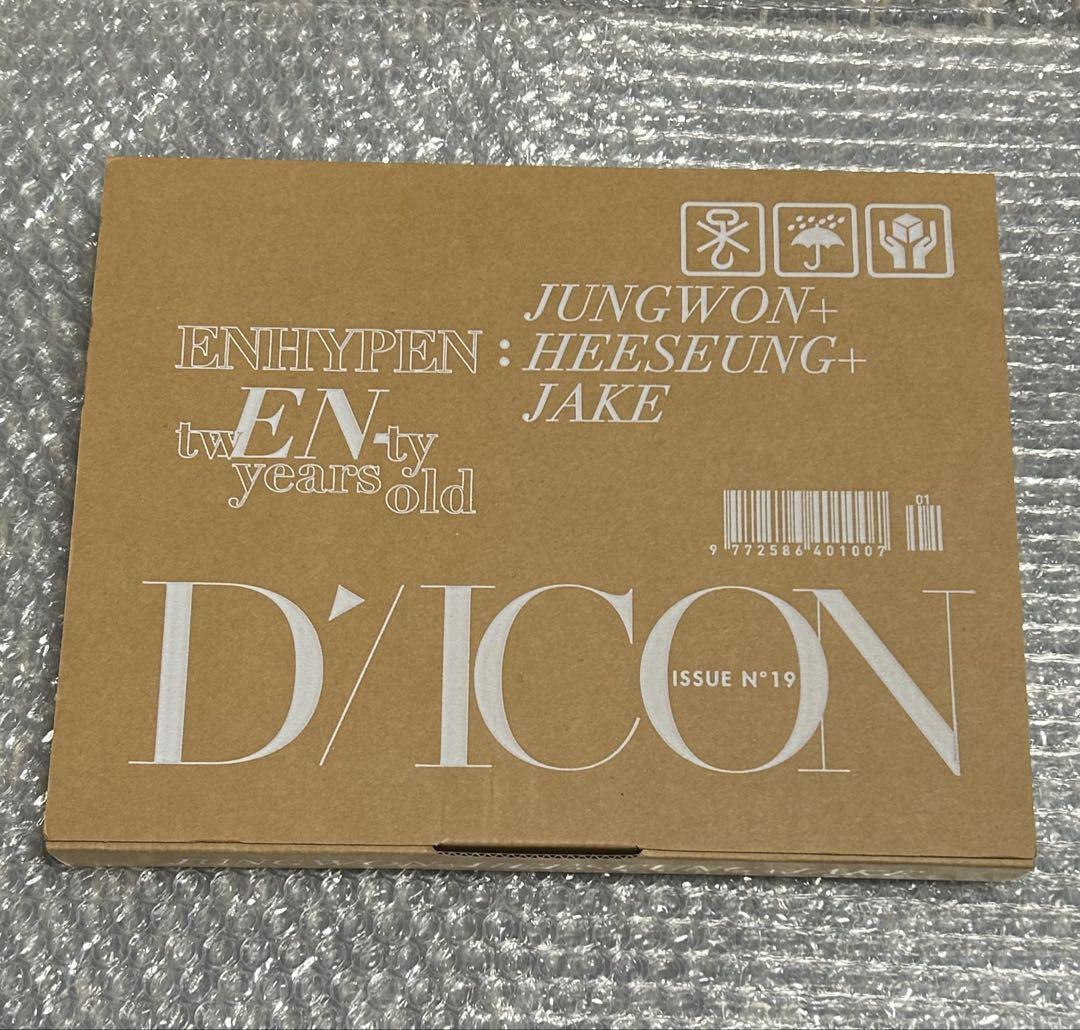 ENHYPEN :
JUNGWON+
HEESEUNG+
JAKE
twEN-ty
years old
01
9 772586 401007
D'/ICON
ISSUE N°19